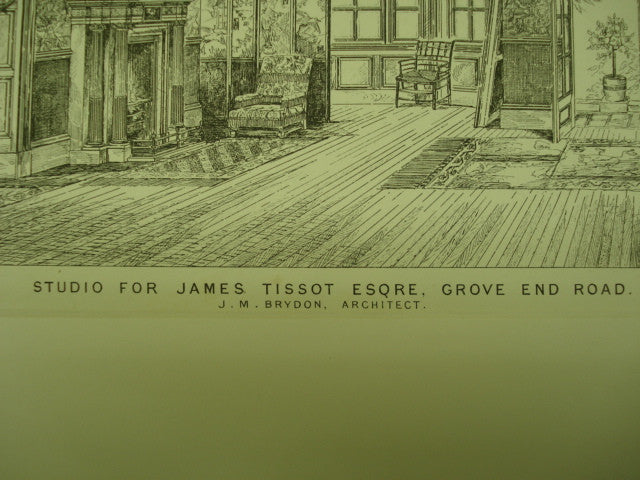 STUDIO FOR JAMES TISSOT ESQRE, GROVE END ROAD.
J. M. BRYDON, ARCHITECT.